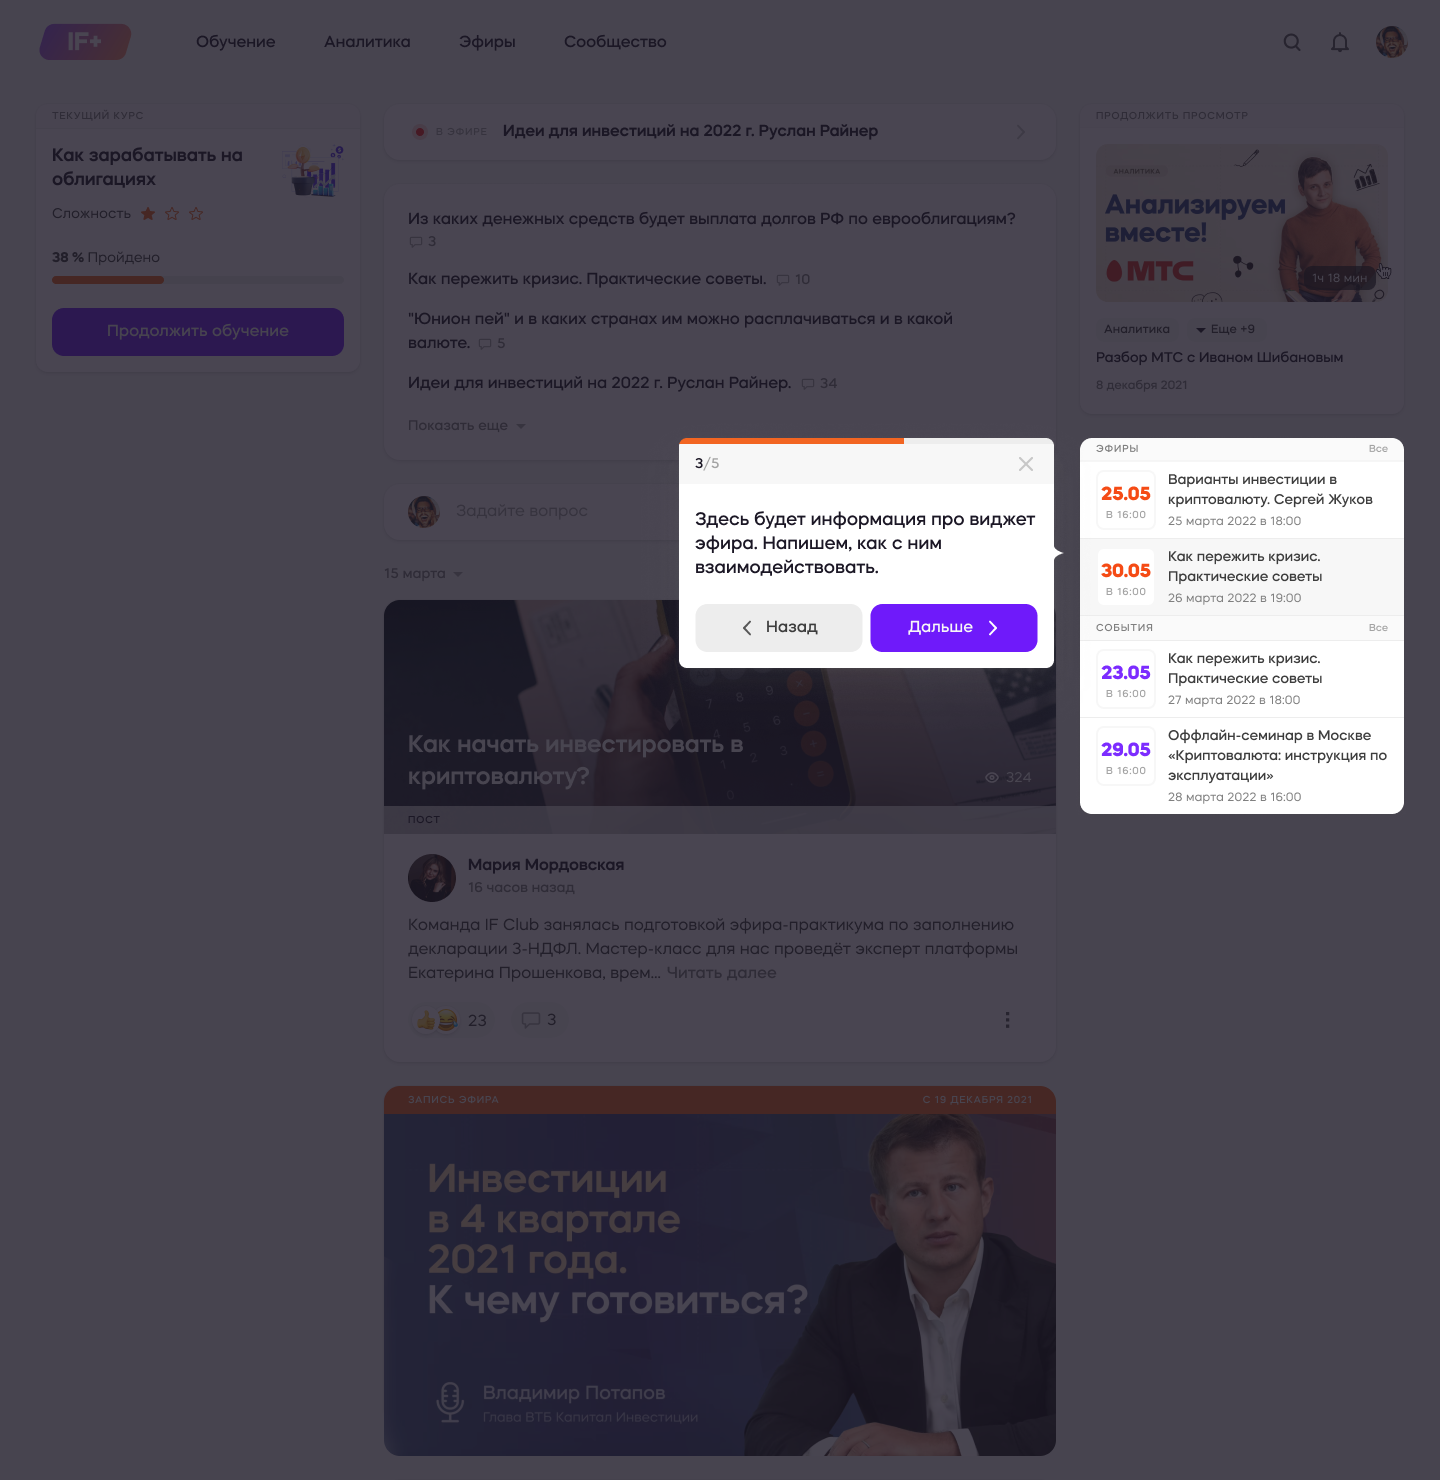 IF+
Обучение
Аналитика
Эфиры
Сообщество
ТЕКУЩИЙ КУРС
Как зарабатывать на
облигациях
Сложность
38 % Пройдено
Продолжить обучение
В ЭФИРЕ
Идеи для инвестиций на 2022 г. Руслан Райнер
Из каких денежных средств будет выплата долгов РФ по еврооблигациям?
3
Как пережить кризис. Практические советы. 10
"Юнион пей" и в каких странах им можно расплачиваться и в какой
валюте. 5
Идеи для инвестиций на 2022 г. Руслан Райнер. 34
Показать еще
Задайте вопрос
15 марта
3/5
Здесь будет информация про виджет
эфира. Напишем, как с ним
взаимодействовать.
Назад
Дальше
7 8 9
4 5 6
1 2 3
0
Как начать инвестировать в
криптовалюту?
324
ПОСТ
Мария Мордовская
16 часов назад
Команда IF Club занялась подготовкой эфира-практикума по заполнению
декларации 3-НДФЛ. Мастер-класс для нас проведёт эксперт платформы
Екатерина Прошенкова, врем... Читать далее
23
3
ЗАПИСЬ ЭФИРА
С 19 ДЕКАБРЯ 2021
Инвестиции
в 4 квартале
2021 года.
К чему готовиться?
Владимир Потапов
Глава ВТБ Капитал Инвестиции
ПРОДОЛЖИТЬ ПРОСМОТР
АНАЛИТИКА
Анализируем
вместе!
МТС
1ч 18 мин
Аналитика
Еще +9
Разбор МТС с Иваном Шибановым
8 декабря 2021
ЭФИРЫ
Все
25.05
В 16:00
Варианты инвестиции в
криптовалюту. Сергей Жуков
25 марта 2022 в 18:00
30.05
В 16:00
Как пережить кризис.
Практические советы
26 марта 2022 в 19:00
СОБЫТИЯ
Все
23.05
В 16:00
Как пережить кризис.
Практические советы
27 марта 2022 в 18:00
29.05
В 16:00
Оффлайн-семинар в Москве
«Криптовалюта: инструкция по
эксплуатации»
28 марта 2022 в 16:00